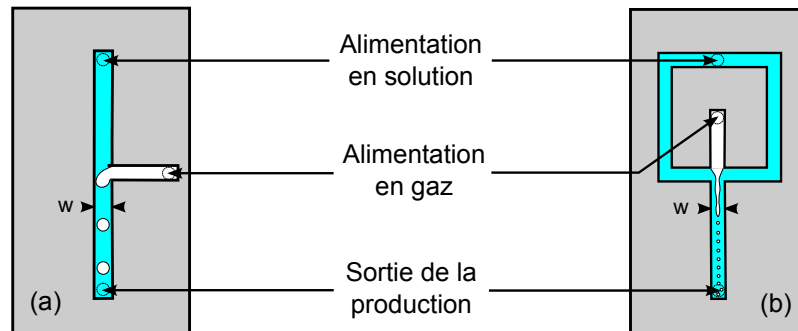 Alimentation
en solution
Alimentation
en gaz
w
w
Sortie de la
production
(a)
(b)